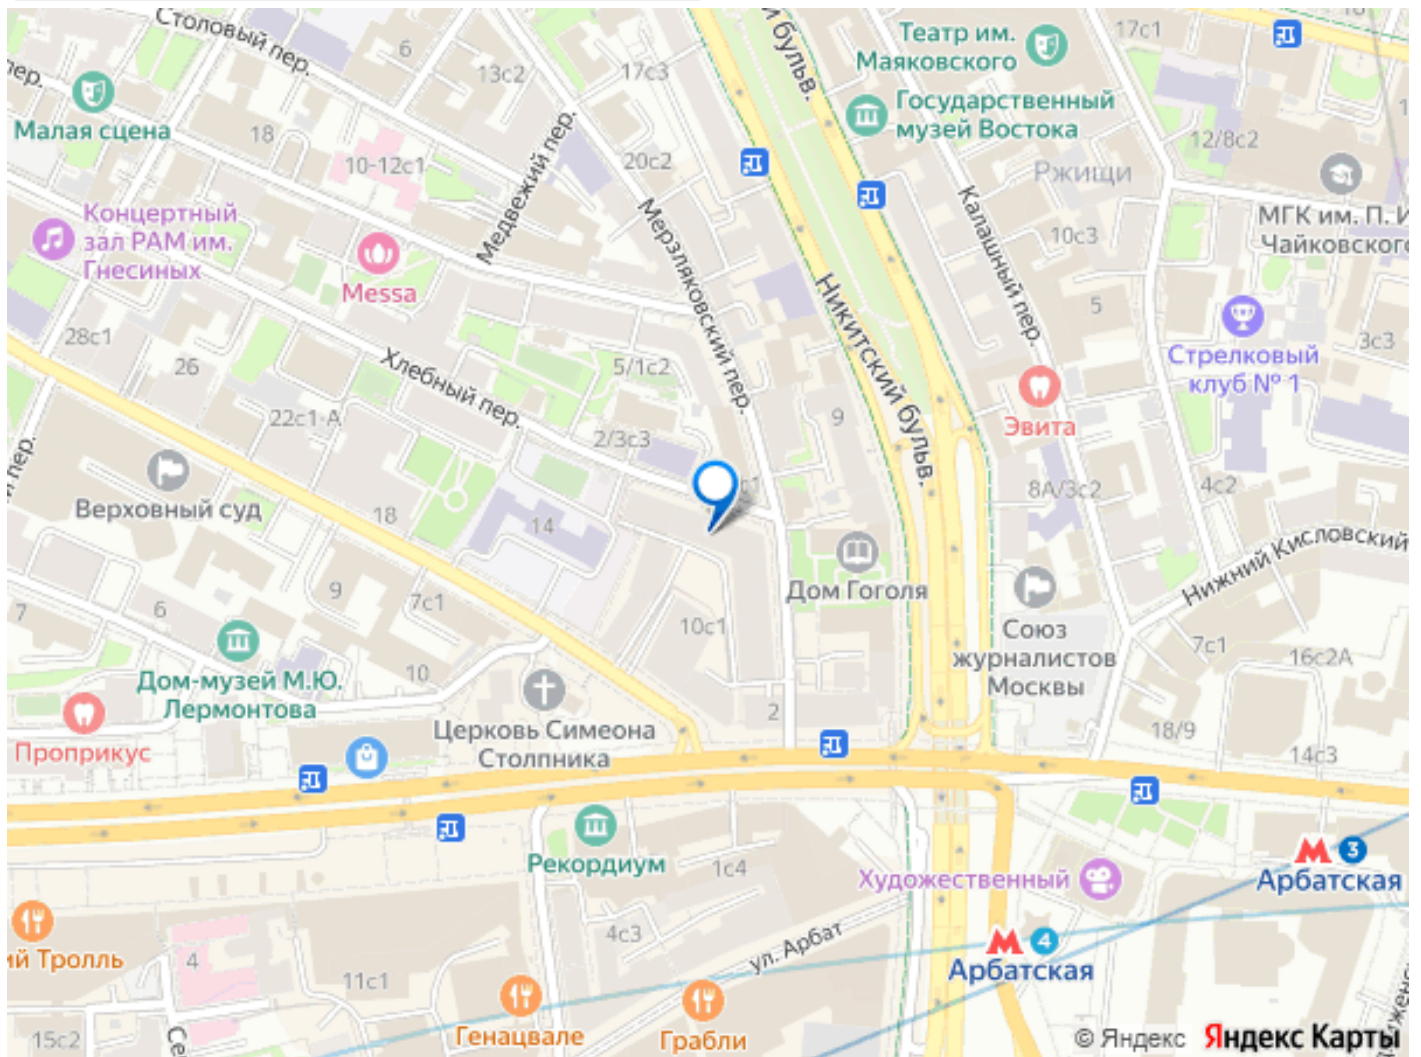 Столовый пер.
6
13с2
17с3
и бульв.
Театр им.
Маяковского
17с1
пер.
Малая сцена
18
10-12с1
Медвежий пер.
20с2
Государственный
музей Востока
12/8с2
Ржищи
МГК им. П. И
Чайковского
Концертный
зал РАМ им.
Гнесиных
Messa
Мерзляковский пер.
Калашный пер.
10с3
5
Никитский бульв.
28с1
26
Хлебный пер.
5/1с2
9
Стрелковый
клуб № 1
3с3
22с1-А
2/3с3
Эвита
й пер.
Верховный суд
18
14
с1
8А/3с2
4с2
Нижний Кисловский
7
6
9
7с1
10с1
Дом Гоголя
Союз
журналистов
Москвы
7с1
16с2А
Дом-музей М.Ю.
Лермонтова
10
Проприкус
Церковь Симеона
Столпника
2
18/9
14с3
Рекордиум
1с4
Художественный
3
Арбатская
4
Арбатская
ий Тролль
4
11с1
4с3
ул. Арбат
Генацвале
Грабли
15с2
Се
© Яндекс
Яндекс Карты